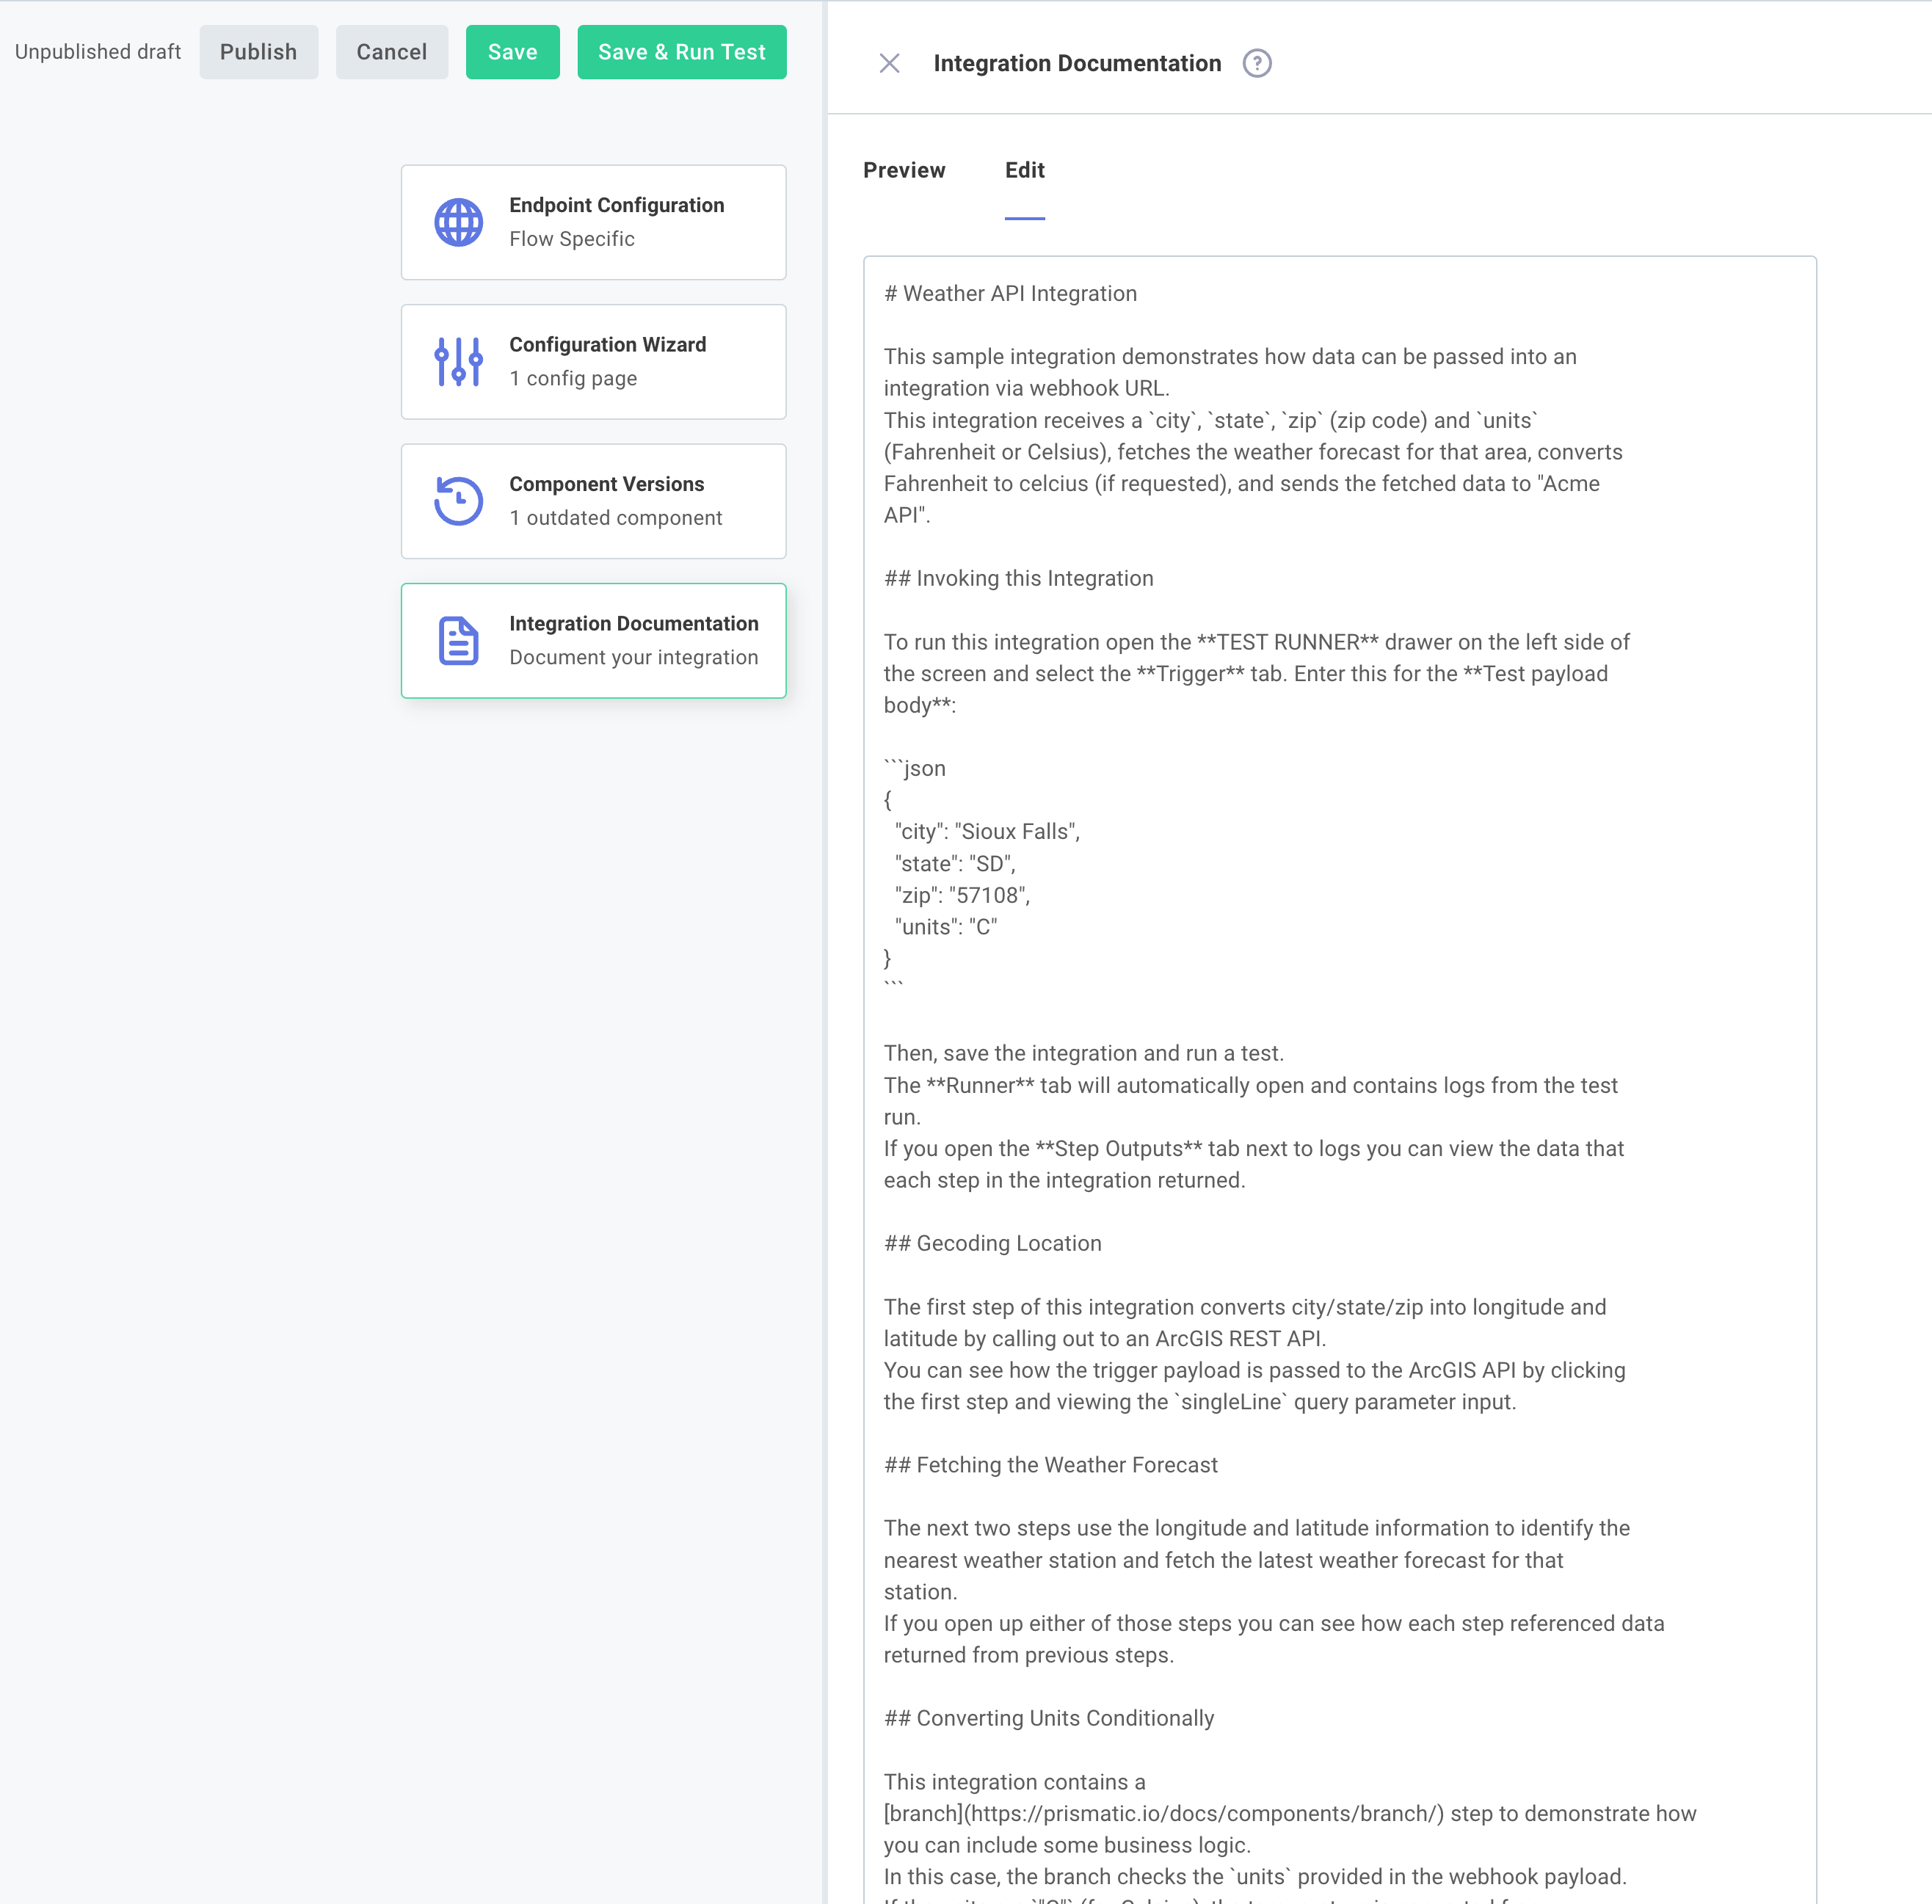 Unpublished draft
Publish
Cancel
Save
Save & Run Test
Endpoint Configuration
Flow Specific
Configuration Wizard
1 config page
Component Versions
1 outdated component
Integration Documentation
Document your integration
Integration Documentation ?
Preview
Edit
# Weather API Integration
This sample integration demonstrates how data can be passed into an
integration via webhook URL.
This integration receives a `city`, `state`, `zip` (zip code) and `units`
(Fahrenheit or Celsius), fetches the weather forecast for that area, converts
Fahrenheit to celcius (if requested), and sends the fetched data to "Acme
API".
## Invoking this Integration
To run this integration open the **TEST RUNNER** drawer on the left side of
the screen and select the **Trigger** tab. Enter this for the **Test payload
body**:
```json
{
"city": "Sioux Falls",
"state": "SD",
"zip": "57108",
"units": "C"
}
```
Then, save the integration and run a test.
The **Runner** tab will automatically open and contains logs from the test
run.
If you open the **Step Outputs** tab next to logs you can view the data that
each step in the integration returned.
## Gecoding Location
The first step of this integration converts city/state/zip into longitude and
latitude by calling out to an ArcGIS REST API.
You can see how the trigger payload is passed to the ArcGIS API by clicking
the first step and viewing the `singleLine` query parameter input.
## Fetching the Weather Forecast
The next two steps use the longitude and latitude information to identify the
nearest weather station and fetch the latest weather forecast for that
station.
If you open up either of those steps you can see how each step referenced data
returned from previous steps.
## Converting Units Conditionally
This integration contains a
[branch](https://prismatic.io/docs/components/branch/) step to demonstrate how
you can include some business logic.
In this case, the branch checks the `units` provided in the webhook payload.